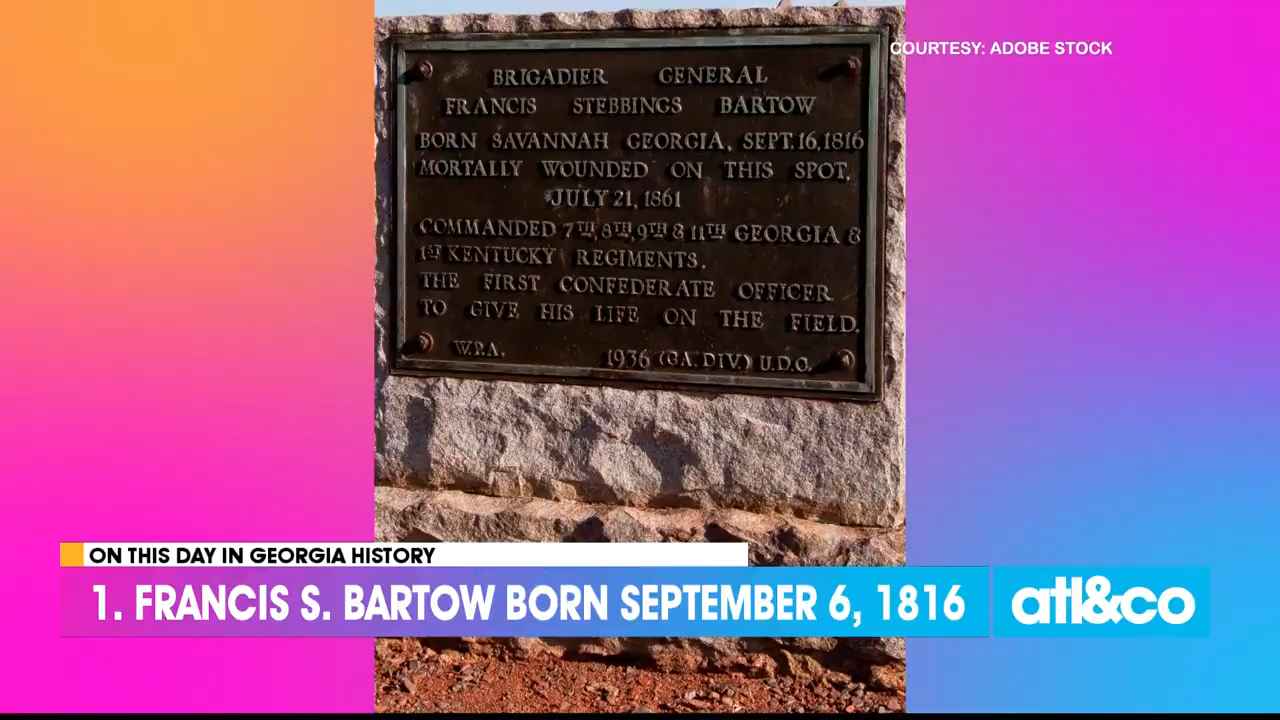 COURTESY: ADOBE STOCK
BRIGADIER GENERAL
FRANCIS STEBBINGS BARTOW
BORN SAVANNAH GEORGIA, SEPT. 16, 1816
MORTALLY WOUNDED ON THIS SPOT,
JULY 21, 1861
COMMANDED 7TH, 8TH, 9TH & 11TH GEORGIA &
1ST KENTUCKY REGIMENTS.
THE FIRST CONFEDERATE OFFICER
TO GIVE HIS LIFE ON THE FIELD.
W.P.A. 1936 (GA. DIV.) U.D.C.
ON THIS DAY IN GEORGIA HISTORY
1. FRANCIS S. BARTOW BORN SEPTEMBER 6, 1816
atl&co